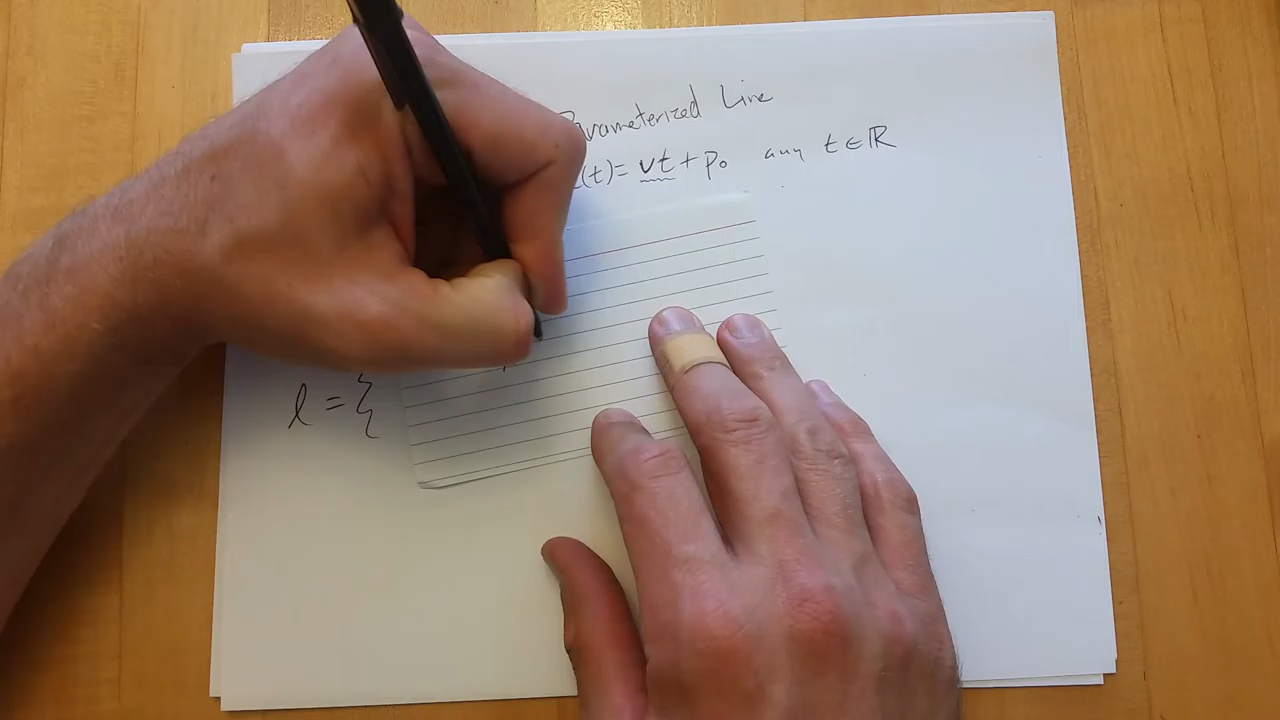 Parameterized Line
(t)= vt + p₀ any t∈ℝ
l = {